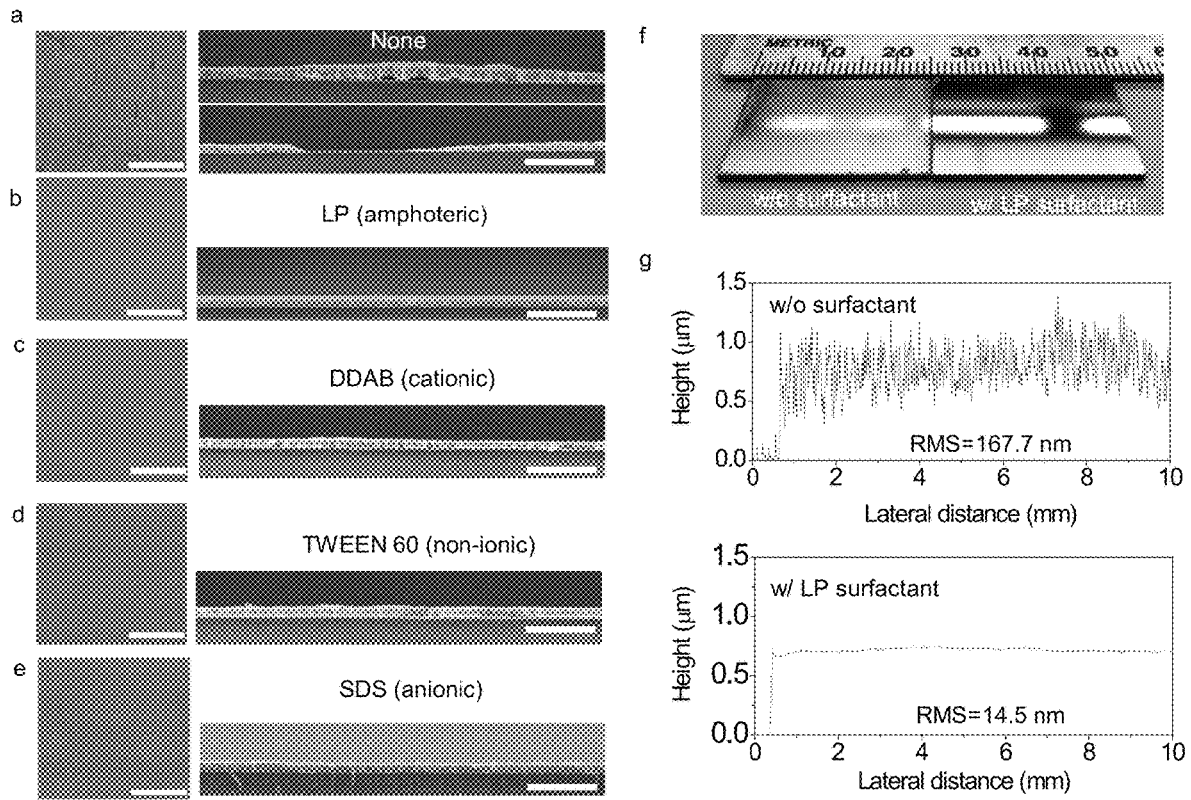 a
None
b
LP (amphoteric)
c
DDAB (cationic)
d
TWEEN 60 (non-ionic)
e
SDS (anionic)
f
METRIC 10 20 30 40 50
w/o surfactant
w/ LP surfactant
g
1.5
w/o surfactant
1.0
Height (μm)
0.5
RMS=167.7 nm
0.0
0 2 4 6 8 10
Lateral distance (mm)
1.5
w/ LP surfactant
1.0
Height (μm)
0.5
RMS=14.5 nm
0.0
0 2 4 6 8 10
Lateral distance (mm)